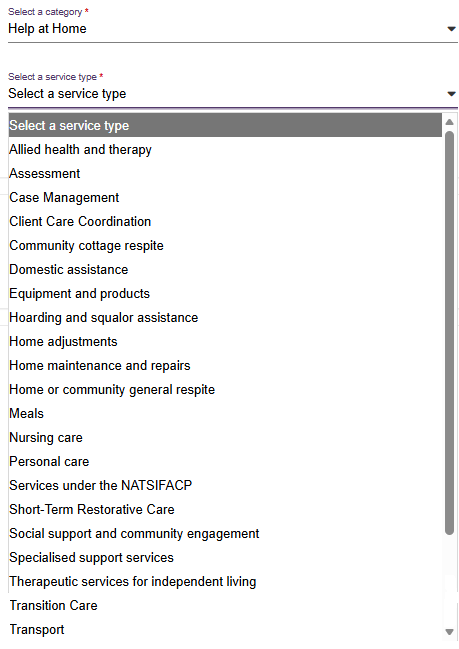 Select a category *
Help at Home
Select a service type *
Select a service type
Select a service type
Allied health and therapy
Assessment
Case Management
Client Care Coordination
Community cottage respite
Domestic assistance
Equipment and products
Hoarding and squalor assistance
Home adjustments
Home maintenance and repairs
Home or community general respite
Meals
Nursing care
Personal care
Services under the NATSIFACP
Short-Term Restorative Care
Social support and community engagement
Specialised support services
Therapeutic services for independent living
Transition Care
Transport